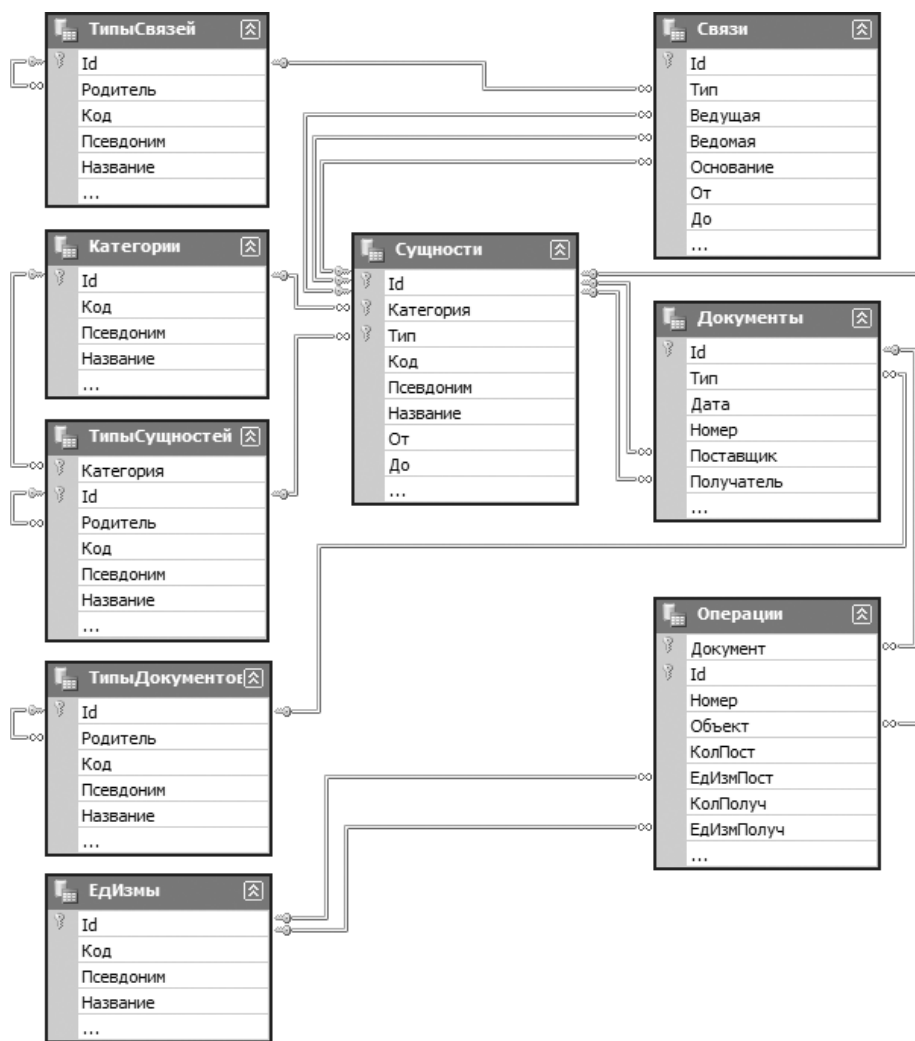 ТипыСвязей
Id
Родитель
Код
Псевдоним
Название
...
Категории
Id
Код
Псевдоним
Название
...
ТипыСущностей
Категория
Id
Родитель
Код
Псевдоним
Название
...
ТипыДокументов
Id
Родитель
Код
Псевдоним
Название
...
ЕдИзмы
Id
Код
Псевдоним
Название
...
Сущности
Id
Категория
Тип
Код
Псевдоним
Название
От
До
...
Связи
Id
Тип
Ведущая
Ведомая
Основание
От
До
...
Документы
Id
Тип
Дата
Номер
Поставщик
Получатель
...
Операции
Документ
Id
Номер
Объект
КолПост
ЕдИзмПост
КолПолуч
ЕдИзмПолуч
...